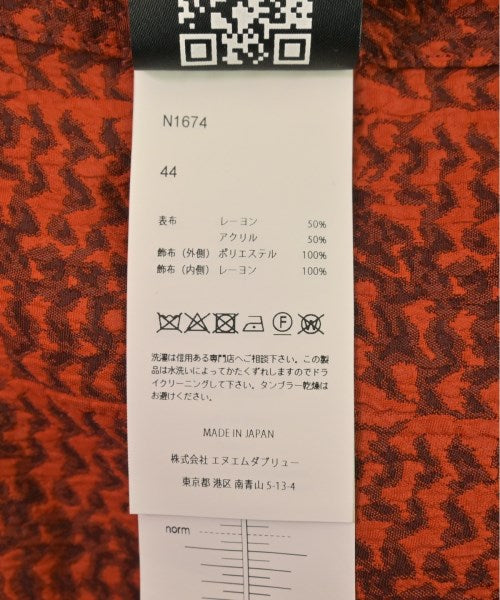 N1674
44
表布 レーヨン 50%
アクリル 50%
飾布（外側） ポリエステル 100%
飾布（内側） レーヨン 100%
F
W
洗濯は信用ある専門店へご相談下さい。この製
品は水洗いによってかたくずれしますのでドラ
イクリーニングして下さい。タンブラー乾燥は
お避けください。
MADE IN JAPAN
株式会社 エヌエムダブリュー
東京都 港区 南青山 5-13-4
norm